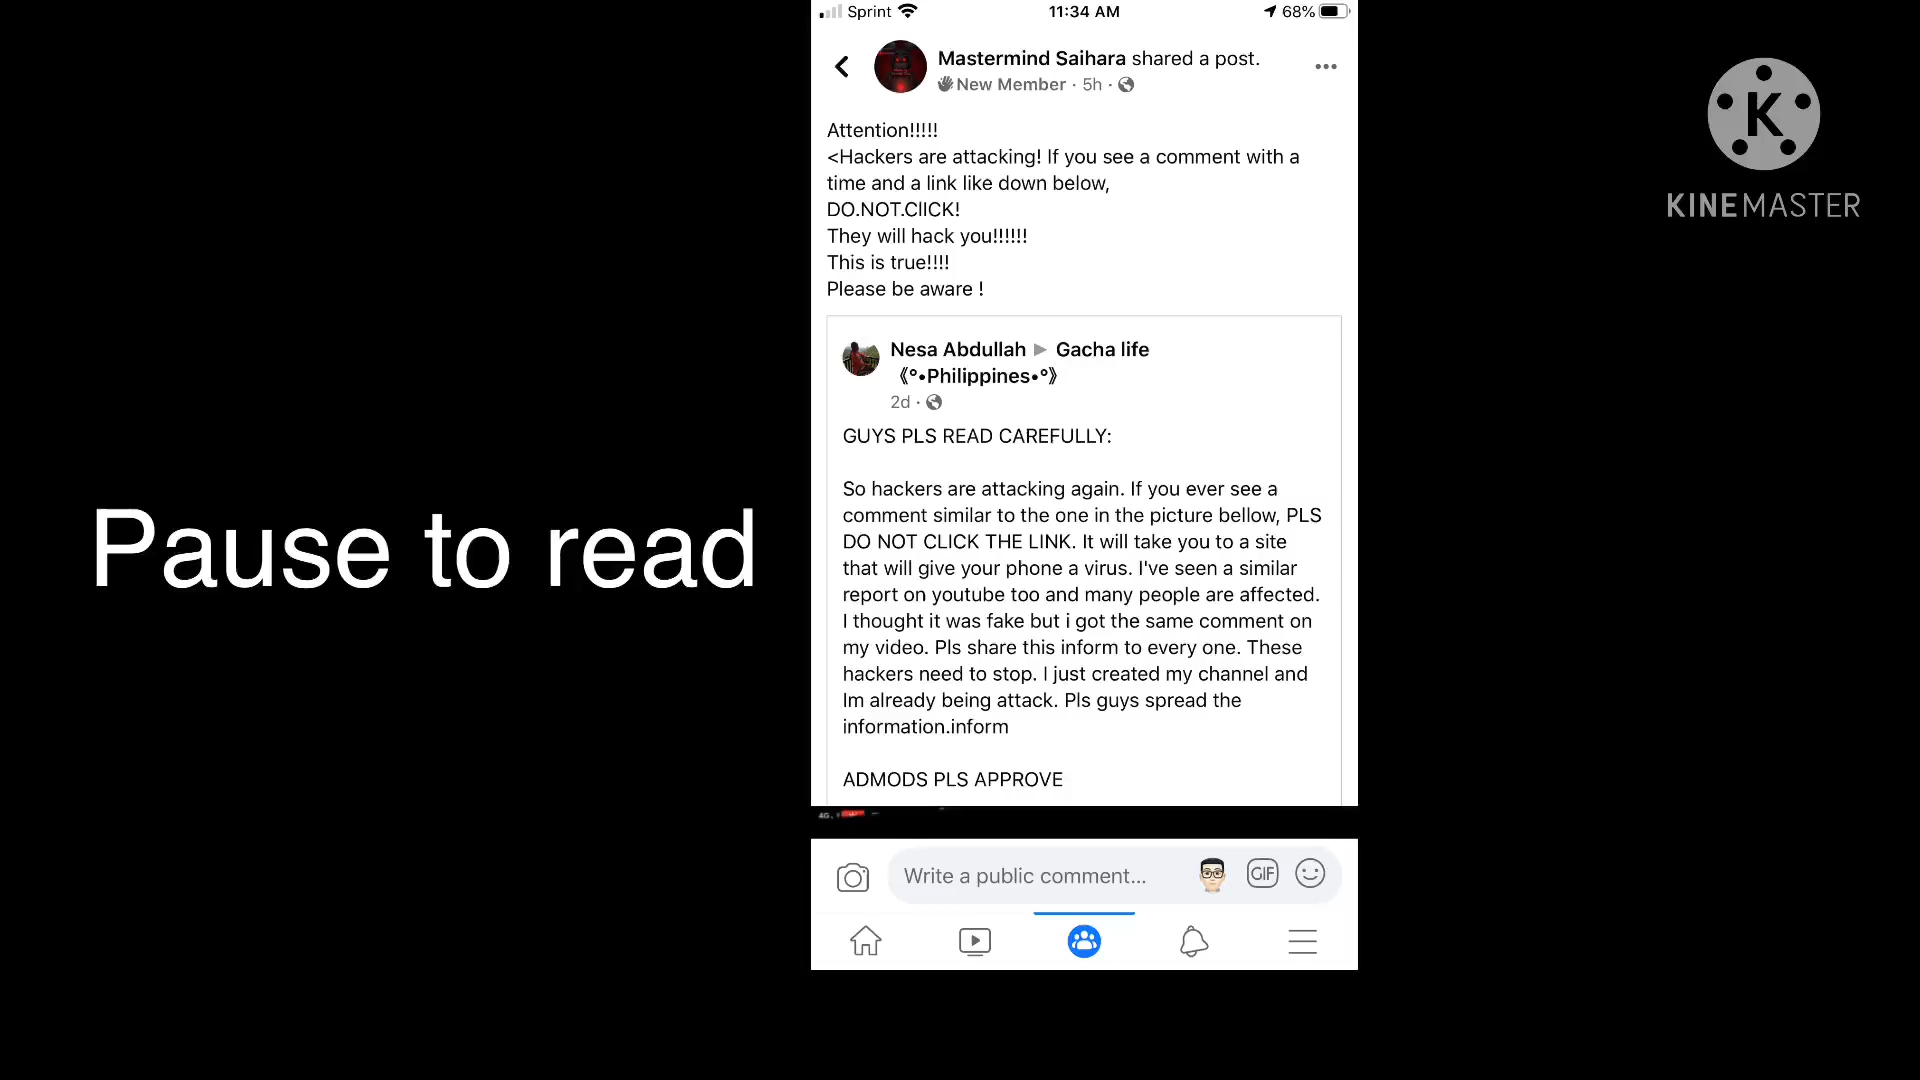 Sprint
11:34 AM
68%
Mastermind Saihara shared a post.
New Member · 5h ·
Attention!!!!!
<Hackers are attacking! If you see a comment with a
time and a link like down below,
DO.NOT.ClICK!
They will hack you!!!!!!
This is true!!!!
Please be aware !
Nesa Abdullah ▶ Gacha life
《°•Philippines•°》
2d ·
GUYS PLS READ CAREFULLY:
So hackers are attacking again. If you ever see a
comment similar to the one in the picture bellow, PLS
DO NOT CLICK THE LINK. It will take you to a site
that will give your phone a virus. I've seen a similar
report on youtube too and many people are affected.
I thought it was fake but i got the same comment on
my video. Pls share this inform to every one. These
hackers need to stop. I just created my channel and
Im already being attack. Pls guys spread the
information.inform
ADMODS PLS APPROVE
4G
Write a public comment...
GIF
Pause to read
K
KINEMASTER